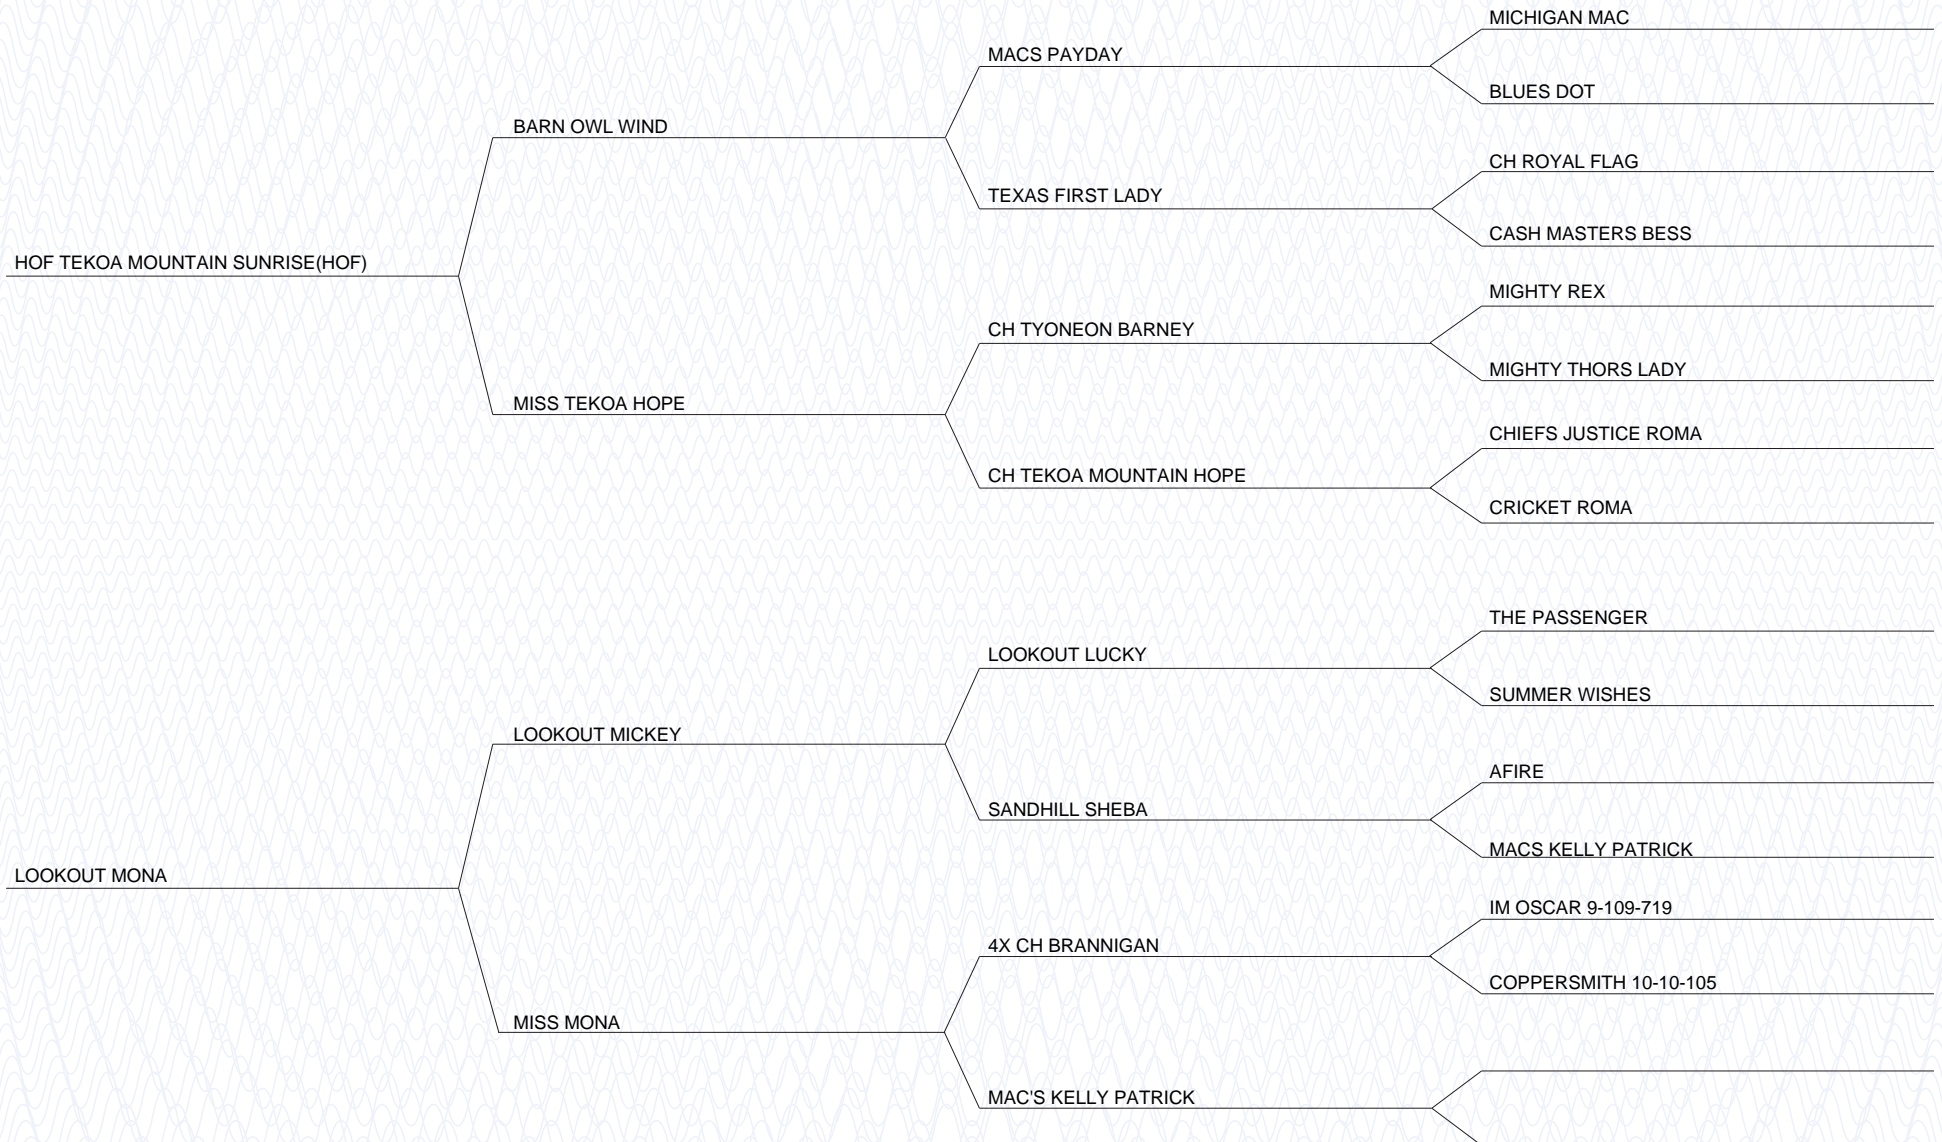 MICHIGAN MAC
MACS PAYDAY
BLUES DOT
BARN OWL WIND
CH ROYAL FLAG
TEXAS FIRST LADY
CASH MASTERS BESS
HOF TEKOA MOUNTAIN SUNRISE(HOF)
MIGHTY REX
CH TYONEON BARNEY
MIGHTY THORS LADY
MISS TEKOA HOPE
CHIEFS JUSTICE ROMA
CH TEKOA MOUNTAIN HOPE
CRICKET ROMA
THE PASSENGER
LOOKOUT LUCKY
SUMMER WISHES
LOOKOUT MICKEY
AFIRE
SANDHILL SHEBA
MACS KELLY PATRICK
LOOKOUT MONA
IM OSCAR 9-109-719
4X CH BRANNIGAN
COPPERSMITH 10-10-105
MISS MONA
MAC'S KELLY PATRICK